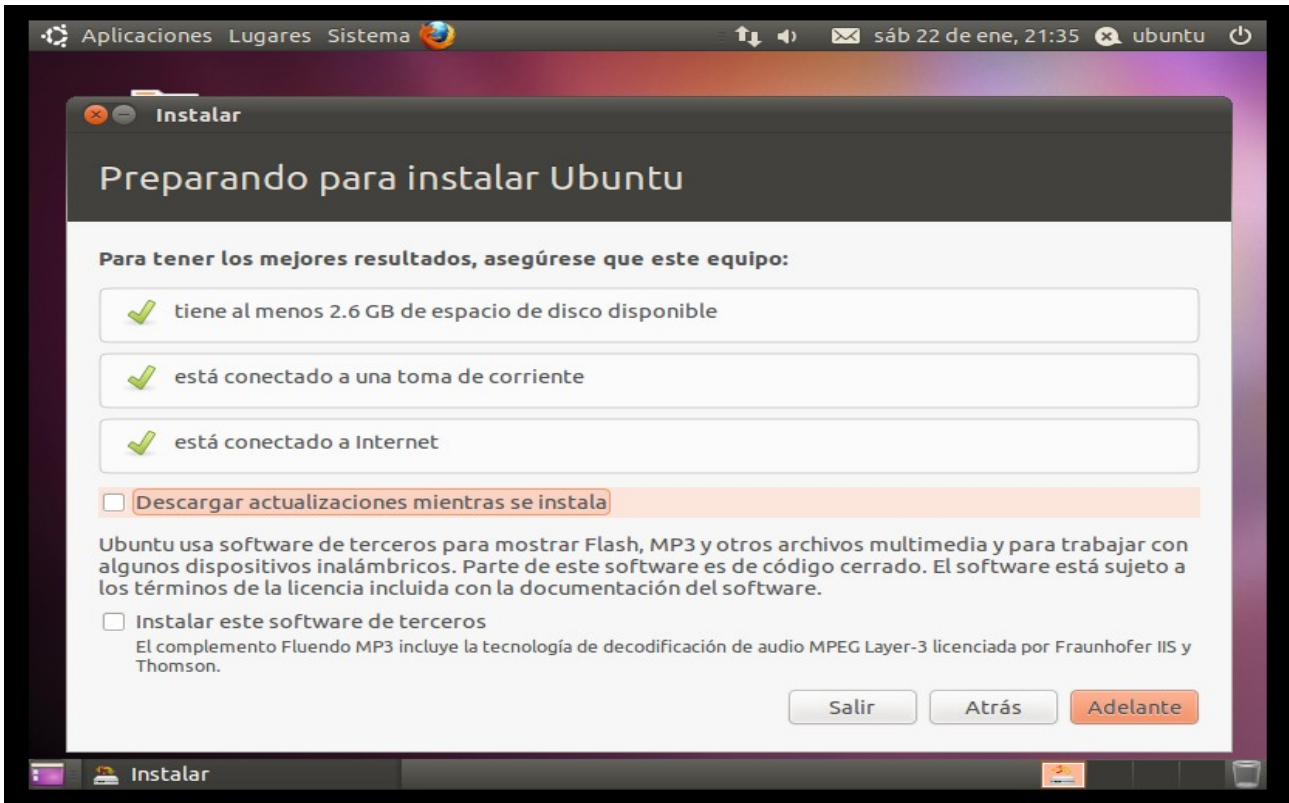 Aplicaciones Lugares Sistema sáb 22 de ene, 21:35 ubuntu
Instalar
Preparando para instalar Ubuntu
Para tener los mejores resultados, asegúrese que este equipo:
tiene al menos 2.6 GB de espacio de disco disponible
está conectado a una toma de corriente
está conectado a Internet
Descargar actualizaciones mientras se instala
Ubuntu usa software de terceros para mostrar Flash, MP3 y otros archivos multimedia y para trabajar con
algunos dispositivos inalámbricos. Parte de este software es de código cerrado. El software está sujeto a
los términos de la licencia incluida con la documentación del software.
Instalar este software de terceros
El complemento Fluendo MP3 incluye la tecnología de decodificación de audio MPEG Layer-3 licenciada por Fraunhofer IIS y
Thomson.
Salir Atrás Adelante
Instalar